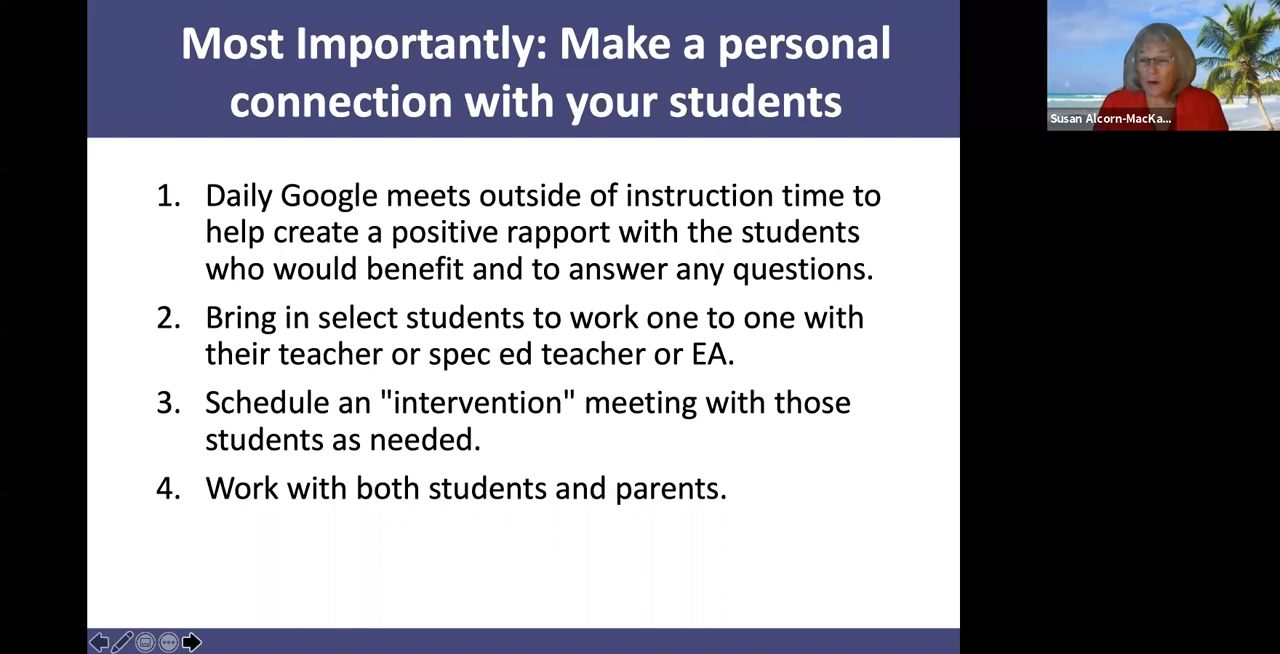 Most Importantly: Make a personal
connection with your students
1. Daily Google meets outside of instruction time to
help create a positive rapport with the students
who would benefit and to answer any questions.
2. Bring in select students to work one to one with
their teacher or spec ed teacher or EA.
3. Schedule an "intervention" meeting with those
students as needed.
4. Work with both students and parents.
Susan Alcorn-MacKa...